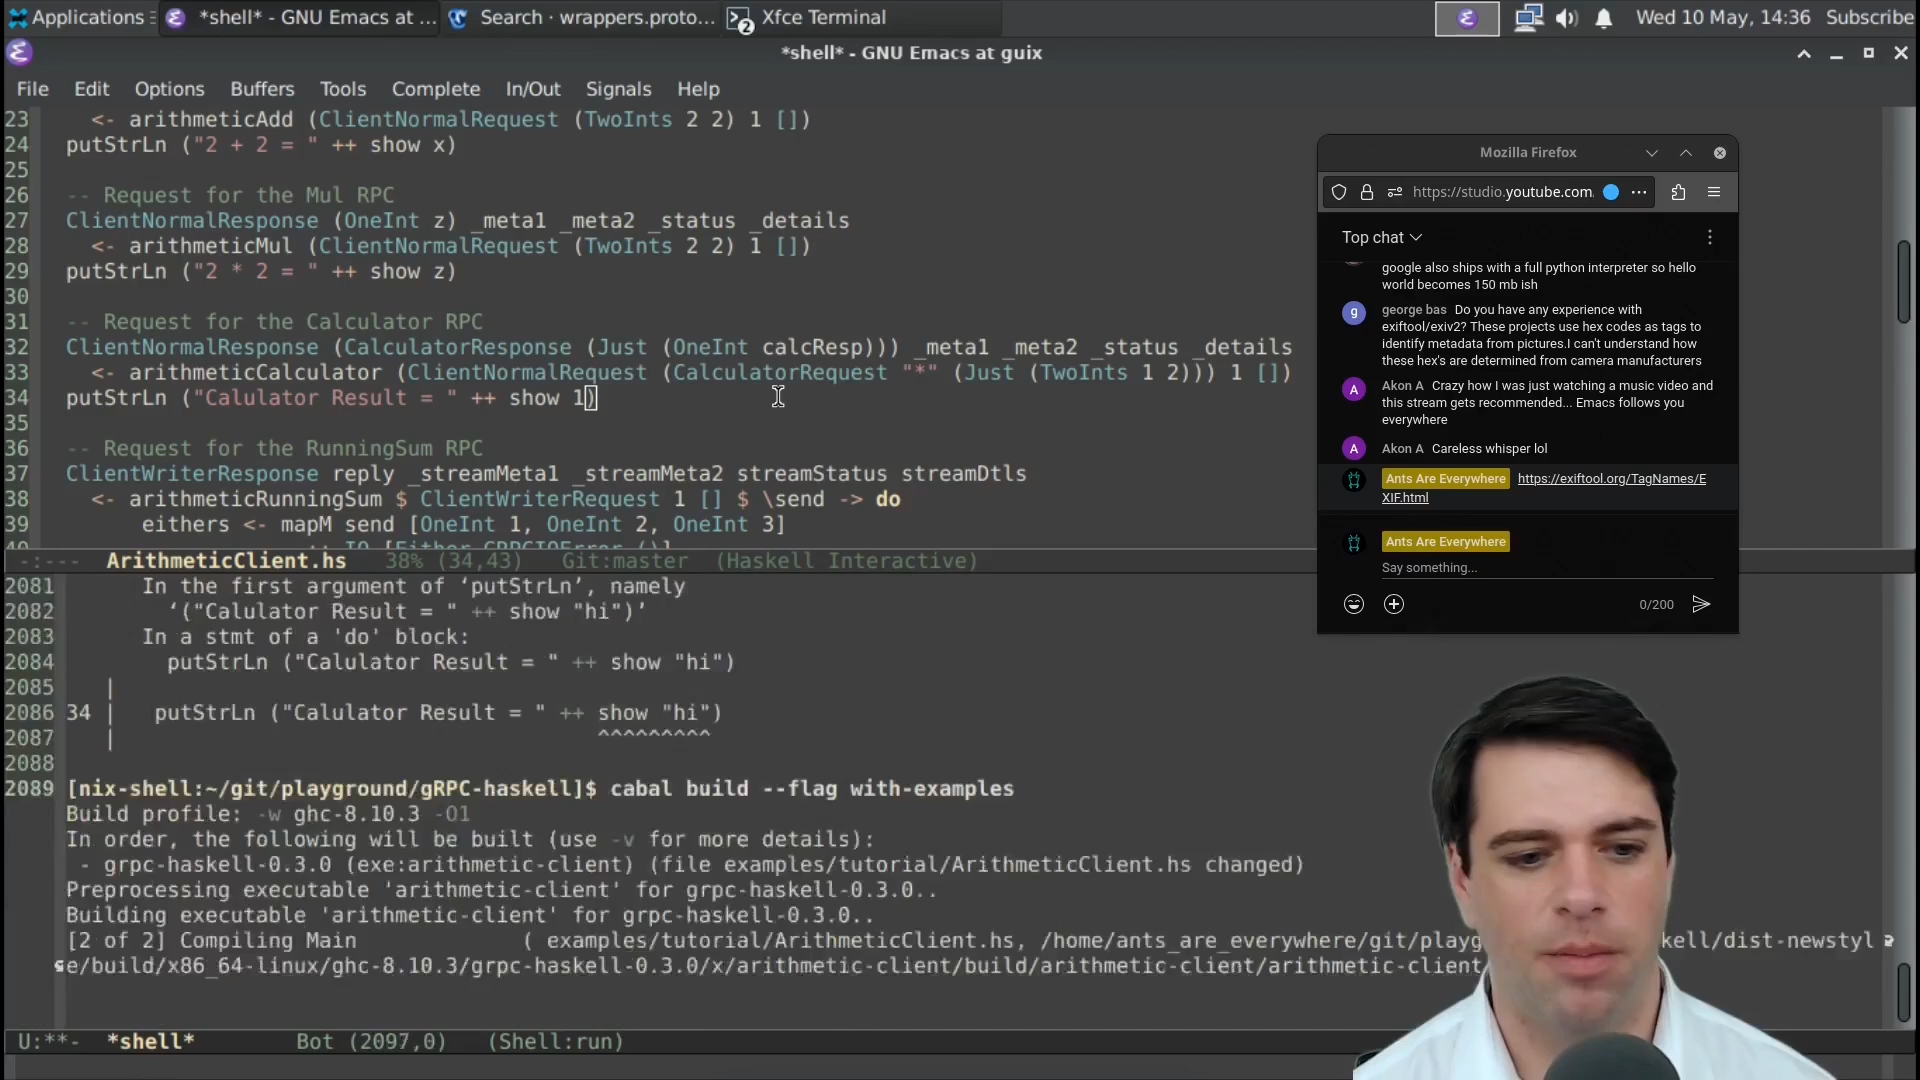 Applications
*shell* - GNU Emacs at ...
Search · wrappers.proto...
2
Xfce Terminal
Wed 10 May, 14:36
Subscribe
*shell* - GNU Emacs at guix
File Edit Options Buffers Tools Complete In/Out Signals Help
23 <- arithmeticAdd (ClientNormalRequest (TwoInts 2 2) 1 [])
24 putStrLn ("2 + 2 = " ++ show x)
25
26 -- Request for the Mul RPC
27 ClientNormalResponse (OneInt z) _meta1 _meta2 _status _details
28 <- arithmeticMul (ClientNormalRequest (TwoInts 2 2) 1 [])
29 putStrLn ("2 * 2 = " ++ show z)
30
31 -- Request for the Calculator RPC
32 ClientNormalResponse (CalculatorResponse (Just (OneInt calcResp))) _meta1 _meta2 _status _details
33 <- arithmeticCalculator (ClientNormalRequest (CalculatorRequest "*" (Just (TwoInts 1 2))) 1 [])
34 putStrLn ("Calulator Result = " ++ show 1)
35
36 -- Request for the RunningSum RPC
37 ClientWriterResponse reply _streamMeta1 _streamMeta2 streamStatus streamDtls
38 <- arithmeticRunningSum $ ClientWriterRequest 1 [] $ \send -> do
39 eithers <- mapM send [OneInt 1, OneInt 2, OneInt 3]
-:--- ArithmeticClient.hs 38% (34,43) Git:master (Haskell Interactive)
2081 In the first argument of ‘putStrLn’, namely
2082 ‘("Calulator Result = " ++ show "hi")’
2083 In a stmt of a 'do' block:
2084 putStrLn ("Calulator Result = " ++ show "hi")
2085 |
2086 34 | putStrLn ("Calulator Result = " ++ show "hi")
2087 | ^^^^^^^^^
2088
2089 [nix-shell:~/git/playground/gRPC-haskell]$ cabal build --flag with-examples
Build profile: -w ghc-8.10.3 -O1
In order, the following will be built (use -v for more details):
- grpc-haskell-0.3.0 (exe:arithmetic-client) (file examples/tutorial/ArithmeticClient.hs changed)
Preprocessing executable 'arithmetic-client' for grpc-haskell-0.3.0..
Building executable 'arithmetic-client' for grpc-haskell-0.3.0..
[2 of 2] Compiling Main ( examples/tutorial/ArithmeticClient.hs, /home/ants_are_everywhere/git/playg kell/dist-newstyl
e/build/x86_64-linux/ghc-8.10.3/grpc-haskell-0.3.0/x/arithmetic-client/build/arithmetic-client/arithmetic-client
U:**- *shell* Bot (2097,0) (Shell:run)
Mozilla Firefox
https://studio.youtube.com
Top chat
google also ships with a full python interpreter so hello
world becomes 150 mb ish
g george bas Do you have any experience with
exiftool/exiv2? These projects use hex codes as tags to
identify metadata from pictures.I can't understand how
these hex's are determined from camera manufacturers
A Akon A Crazy how I was just watching a music video and
this stream gets recommended... Emacs follows you
everywhere
A Akon A Careless whisper lol
Ants Are Everywhere https://exiftool.org/TagNames/E
XIF.html
Ants Are Everywhere
Say something...
0/200